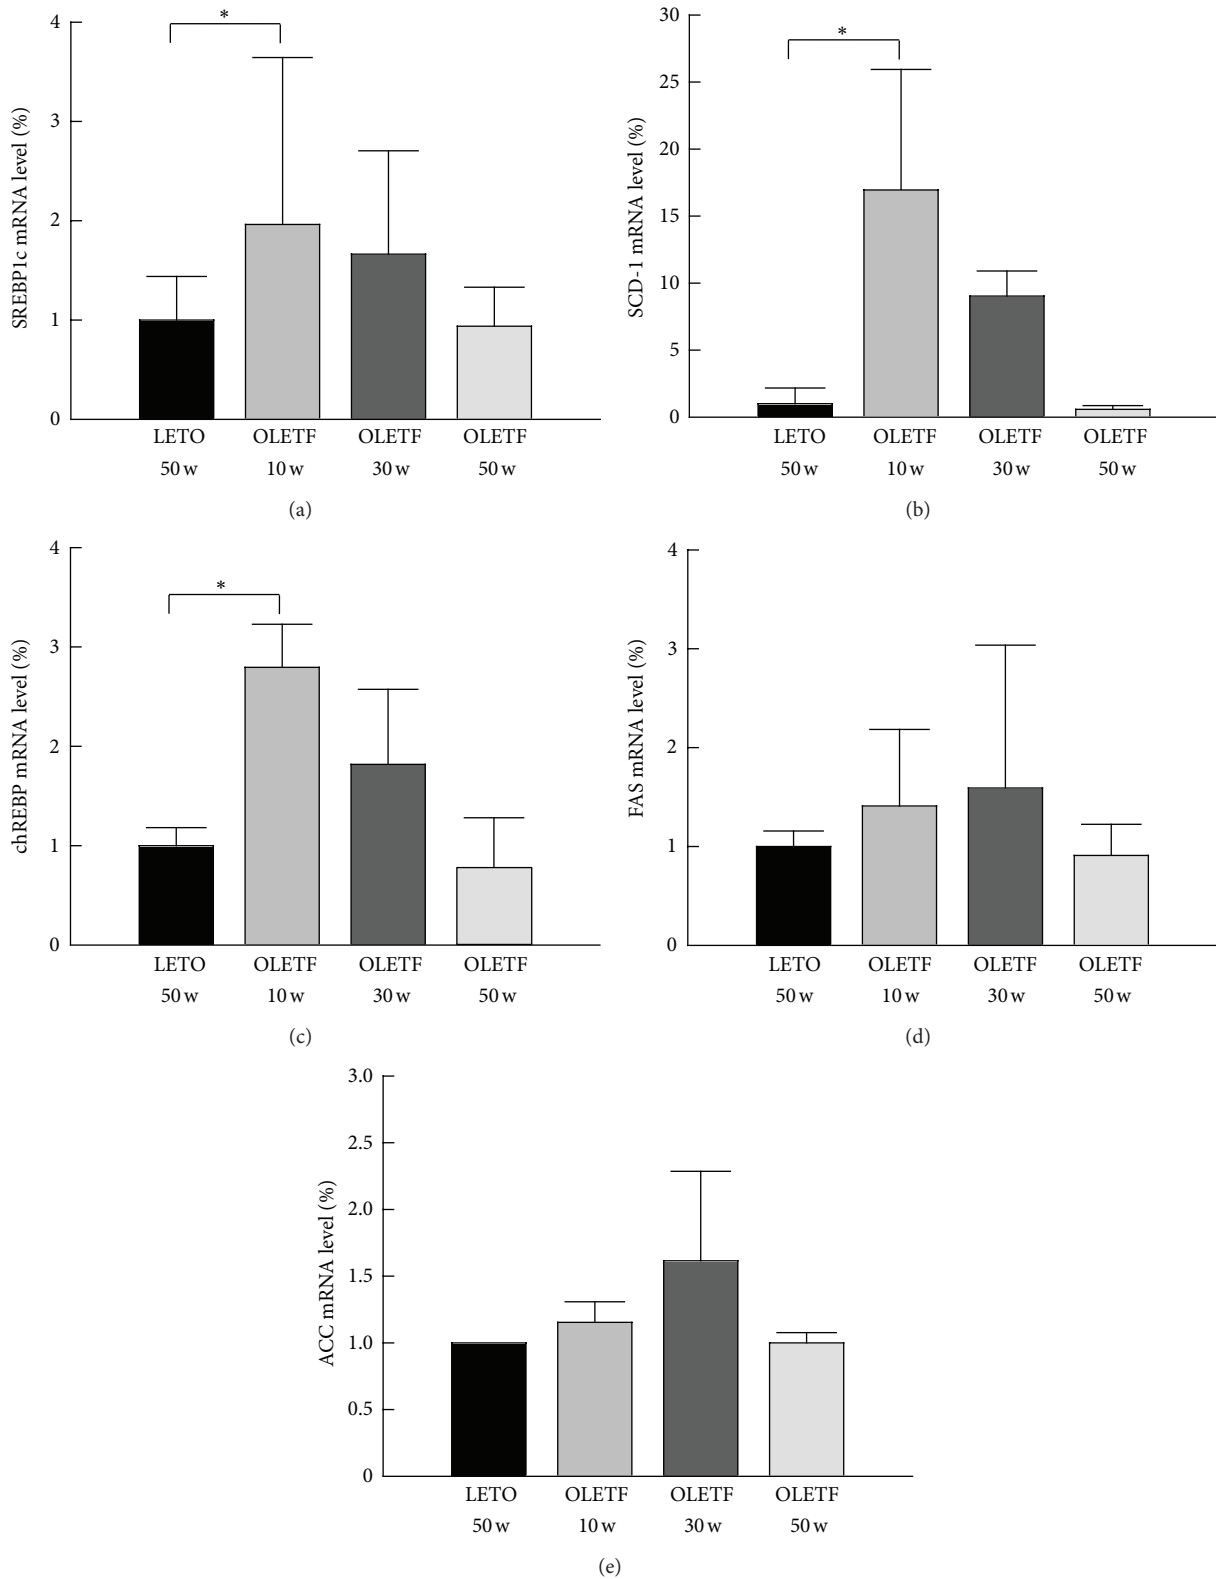 *
4
3
2
1
0
SREBP1c mRNA level (%)
LETO OLETF OLETF OLETF
50 w 10 w 30 w 50 w
(a)
*
30
25
20
15
10
5
0
SCD-1 mRNA level (%)
LETO OLETF OLETF OLETF
50 w 10 w 30 w 50 w
(b)
*
4
3
2
1
0
chREBP mRNA level (%)
LETO OLETF OLETF OLETF
50 w 10 w 30 w 50 w
(c)
4
3
2
1
0
FAS mRNA level (%)
LETO OLETF OLETF OLETF
50 w 10 w 30 w 50 w
(d)
3.0
2.5
2.0
1.5
1.0
0.5
0
ACC mRNA level (%)
LETO OLETF OLETF OLETF
50 w 10 w 30 w 50 w
(e)